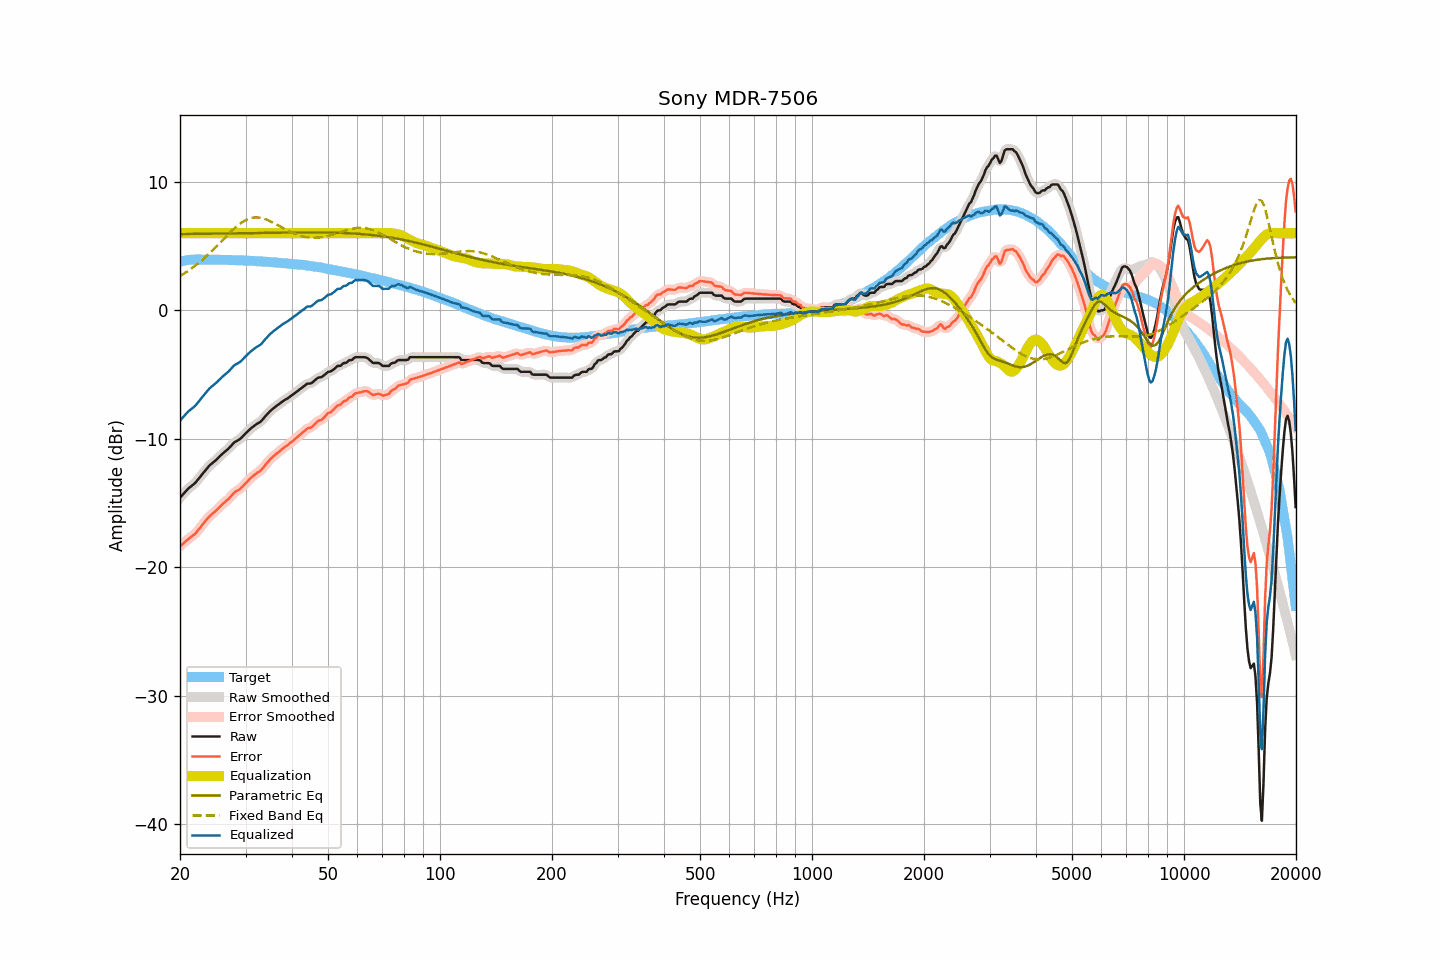 Sony MDR-7506
Amplitude (dBr)
10
0
−10
−20
−30
−40
Target
Raw Smoothed
Error Smoothed
Raw
Error
Equalization
Parametric Eq
Fixed Band Eq
Equalized
20 50 100 200 500 1000 2000 5000 10000 20000
Frequency (Hz)